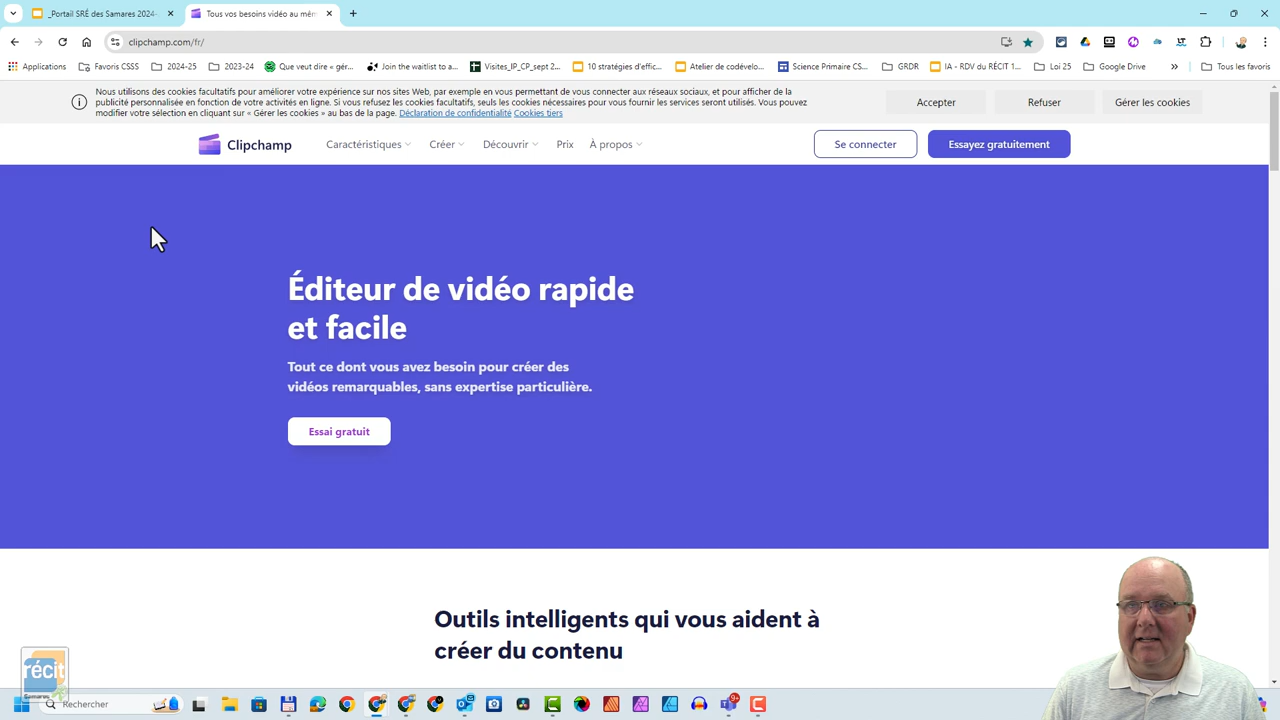 _Portail SRÉ des Samares 2024-
Tous vos besoins vidéo au mêm
clipchamp.com/fr/
Applications
Favoris CSSS
2024-25
2023-24
Que veut dire « gér...
Join the waitlist to a...
Visites_IP_CP_sept 2...
10 stratégies d'effic...
Atelier de codévelo...
Science Primaire CS...
GRDR
IA - RDV du RÉCIT 1...
Loi 25
Google Drive
Tous les favoris
Nous utilisons des cookies facultatifs pour améliorer votre expérience sur nos sites Web, par exemple en vous permettant de vous connecter aux réseaux sociaux, et pour afficher de la
publicité personnalisée en fonction de votre activités en ligne. Si vous refusez les cookies facultatifs, seuls les cookies nécessaires pour vous fournir les services seront utilisés. Vous pouvez
modifier votre sélection en cliquant sur « Gérer les cookies » au bas de la page. Déclaration de confidentialité Cookies tiers
Accepter
Refuser
Gérer les cookies
Clipchamp
Caractéristiques
Créer
Découvrir
Prix
À propos
Se connecter
Essayez gratuitement
Éditeur de vidéo rapide
et facile
Tout ce dont vous avez besoin pour créer des
vidéos remarquables, sans expertise particulière.
Essai gratuit
Outils intelligents qui vous aident à
créer du contenu
récit
Samares
Rechercher
9+